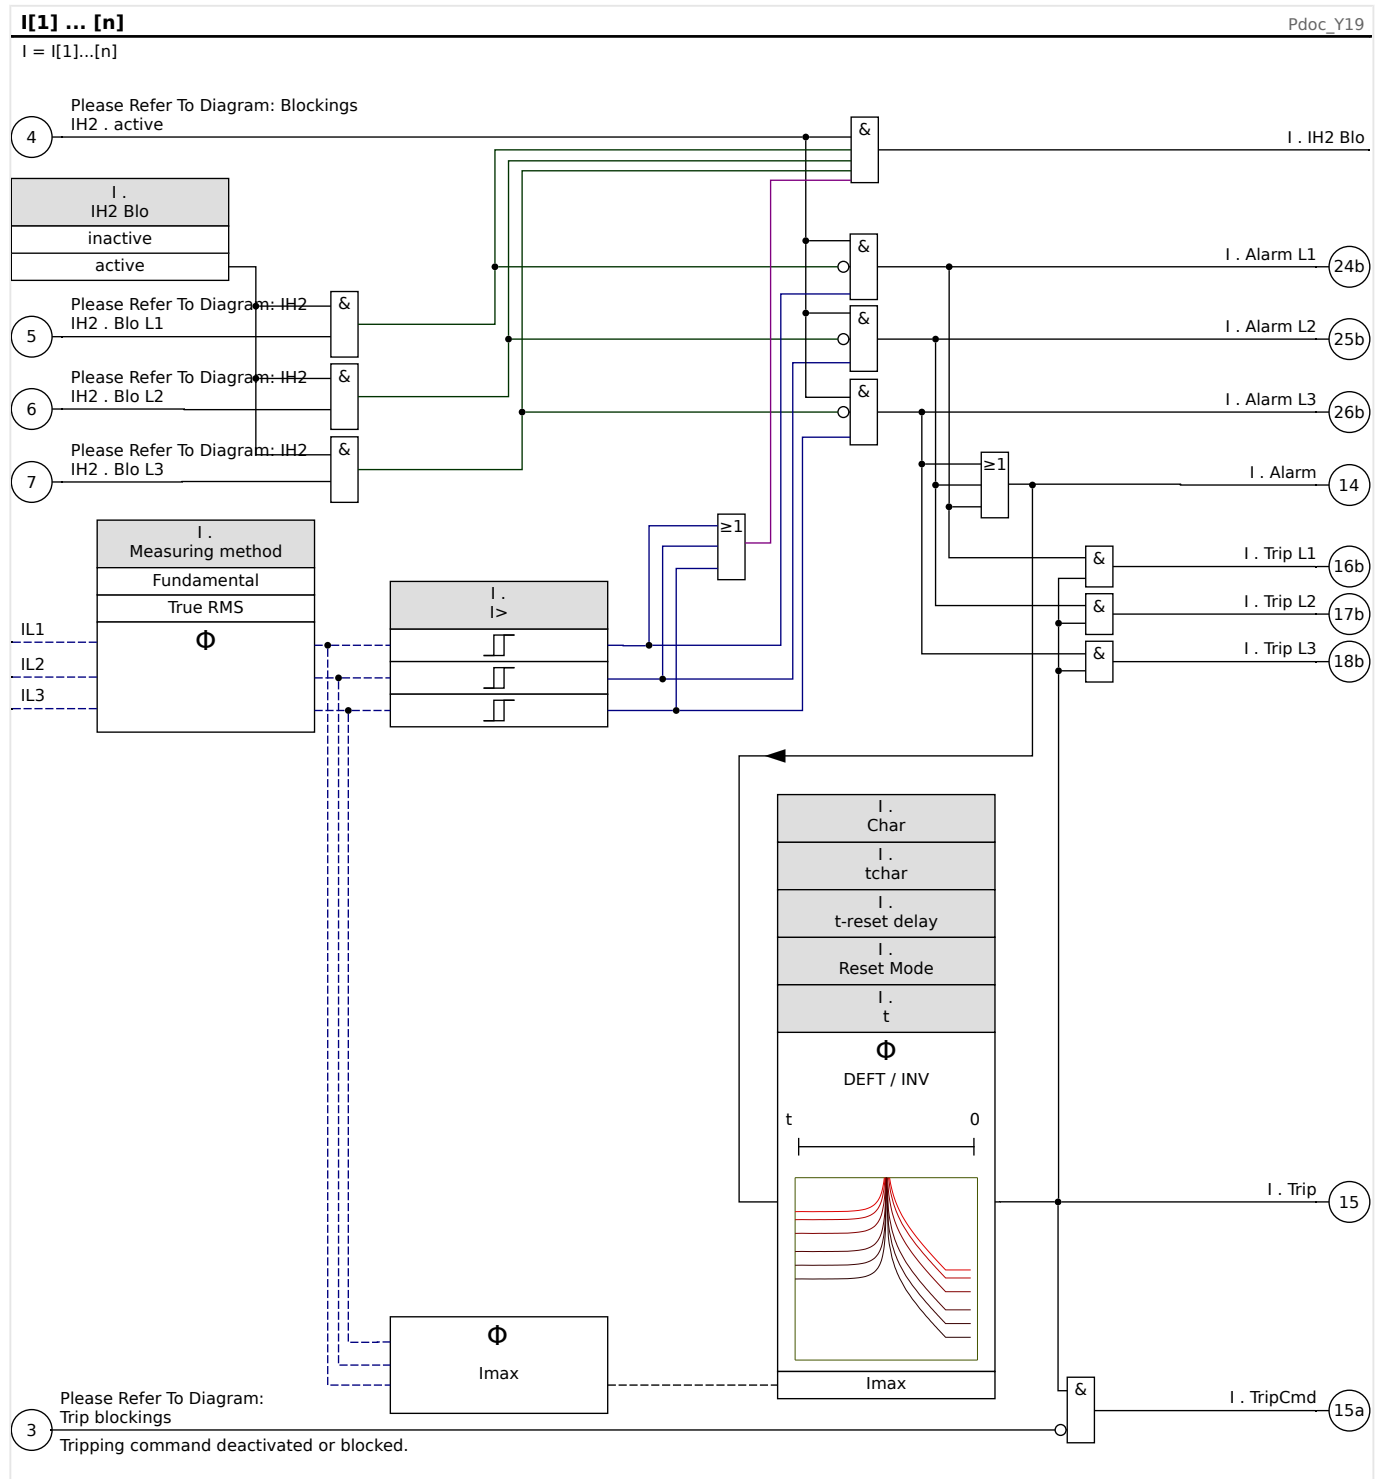 I[1] ... [n]
Pdoc_Y19
I = I[1]...[n]
Please Refer To Diagram: Blockings
IH2 . active
4
&
I . IH2 Blo
I .
IH2 Blo
inactive
active
&
I . Alarm L1
24b
Please Refer To Diagram: IH2
IH2 . Blo L1
5
&
&
I . Alarm L2
25b
Please Refer To Diagram: IH2
IH2 . Blo L2
6
&
&
I . Alarm L3
26b
Please Refer To Diagram: IH2
IH2 . Blo L3
7
&
≥1
I . Alarm
14
I .
Measuring method
Fundamental
True RMS
Φ
IL1
IL2
IL3
≥1
I .
I>
&
I . Trip L1
16b
&
I . Trip L2
17b
&
I . Trip L3
18b
I .
Char
I .
tchar
I .
t-reset delay
I .
Reset Mode
I .
t
Φ
DEFT / INV
t
0
I . Trip
15
Φ
Imax
Imax
Please Refer To Diagram:
Trip blockings
3
Tripping command deactivated or blocked.
&
I . TripCmd
15a